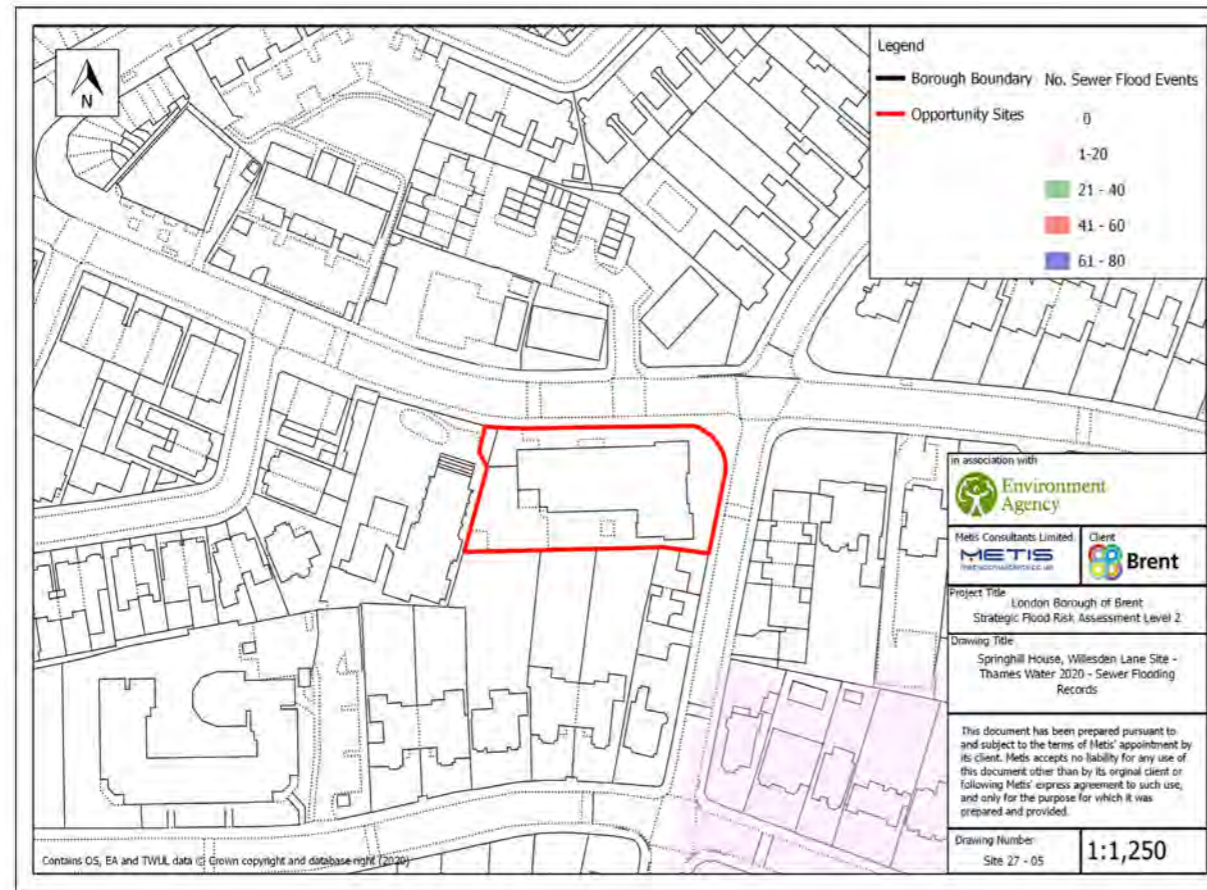 N
Legend
Borough Boundary
Opportunity Sites
No. Sewer Flood Events
0
1-20
21 - 40
41 - 60
61 - 80
in association with
Environment
Agency
Metis Consultants Limited
METIS
metisconsultants.co.uk
Client
Brent
Project Title
London Borough of Brent
Strategic Flood Risk Assessment Level 2
Drawing Title
Springhill House, Willesden Lane Site -
Thames Water 2020 - Sewer Flooding
Records
This document has been prepared pursuant to
and subject to the terms of Metis' appointment by
its client. Metis accepts no liability for any use of
this document other than by its orginal client or
following Metis' express agreement to such use,
and only for the purpose for which it was
prepared and provided.
Drawing Number
Site 27 - 05
1:1,250
Contains OS, EA and TWUL data © Crown copyright and database right (2020)